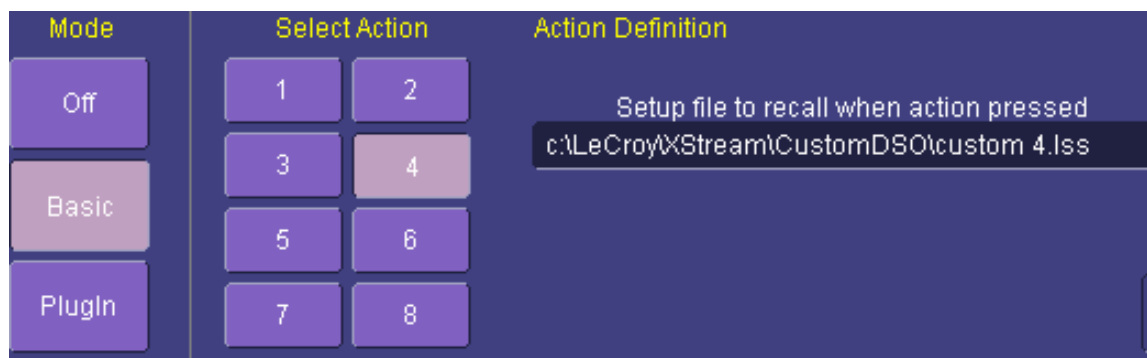 Mode
Off
Basic
PlugIn
Select Action
1 2
3 4
5 6
7 8
Action Definition
Setup file to recall when action pressed
c:\LeCroy\XStream\CustomDSO\custom 4.lss